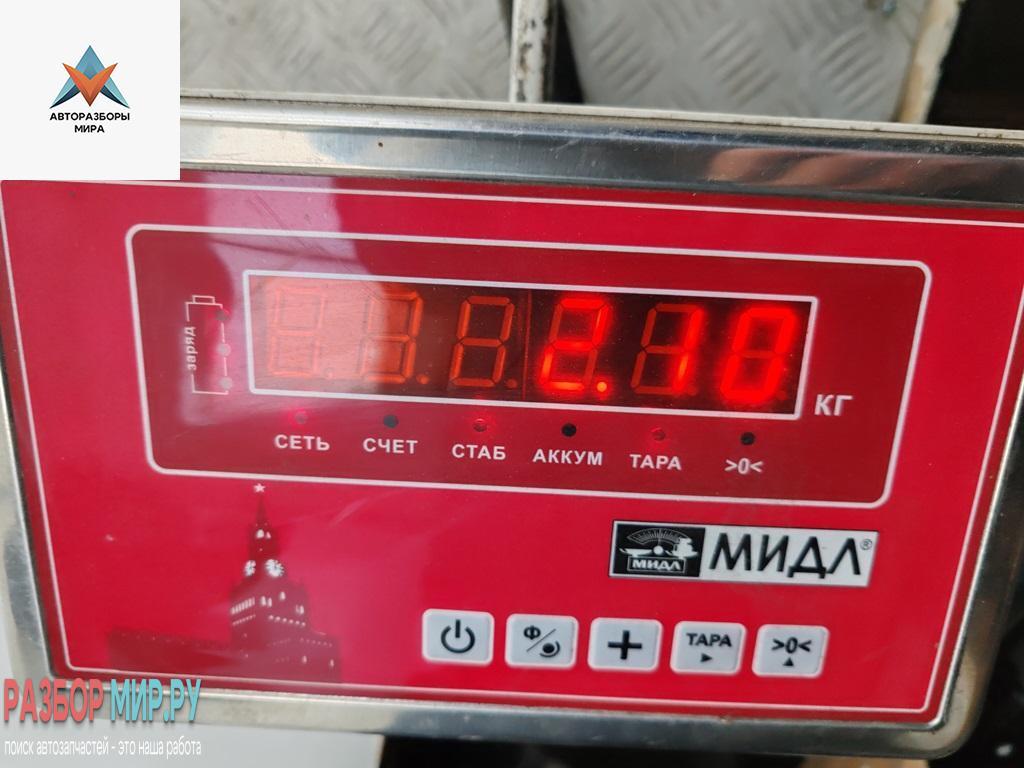 АВТОРАЗБОРЫ
МИРА
заряд
2.10
КГ
СЕТЬ СЧЕТ СТАБ АККУМ ТАРА >0<
МИДЛ МИДЛ®
Ф ТАРА >0<
РАЗБОР МИР.РУ
поиск автозапчастей - это наша работа